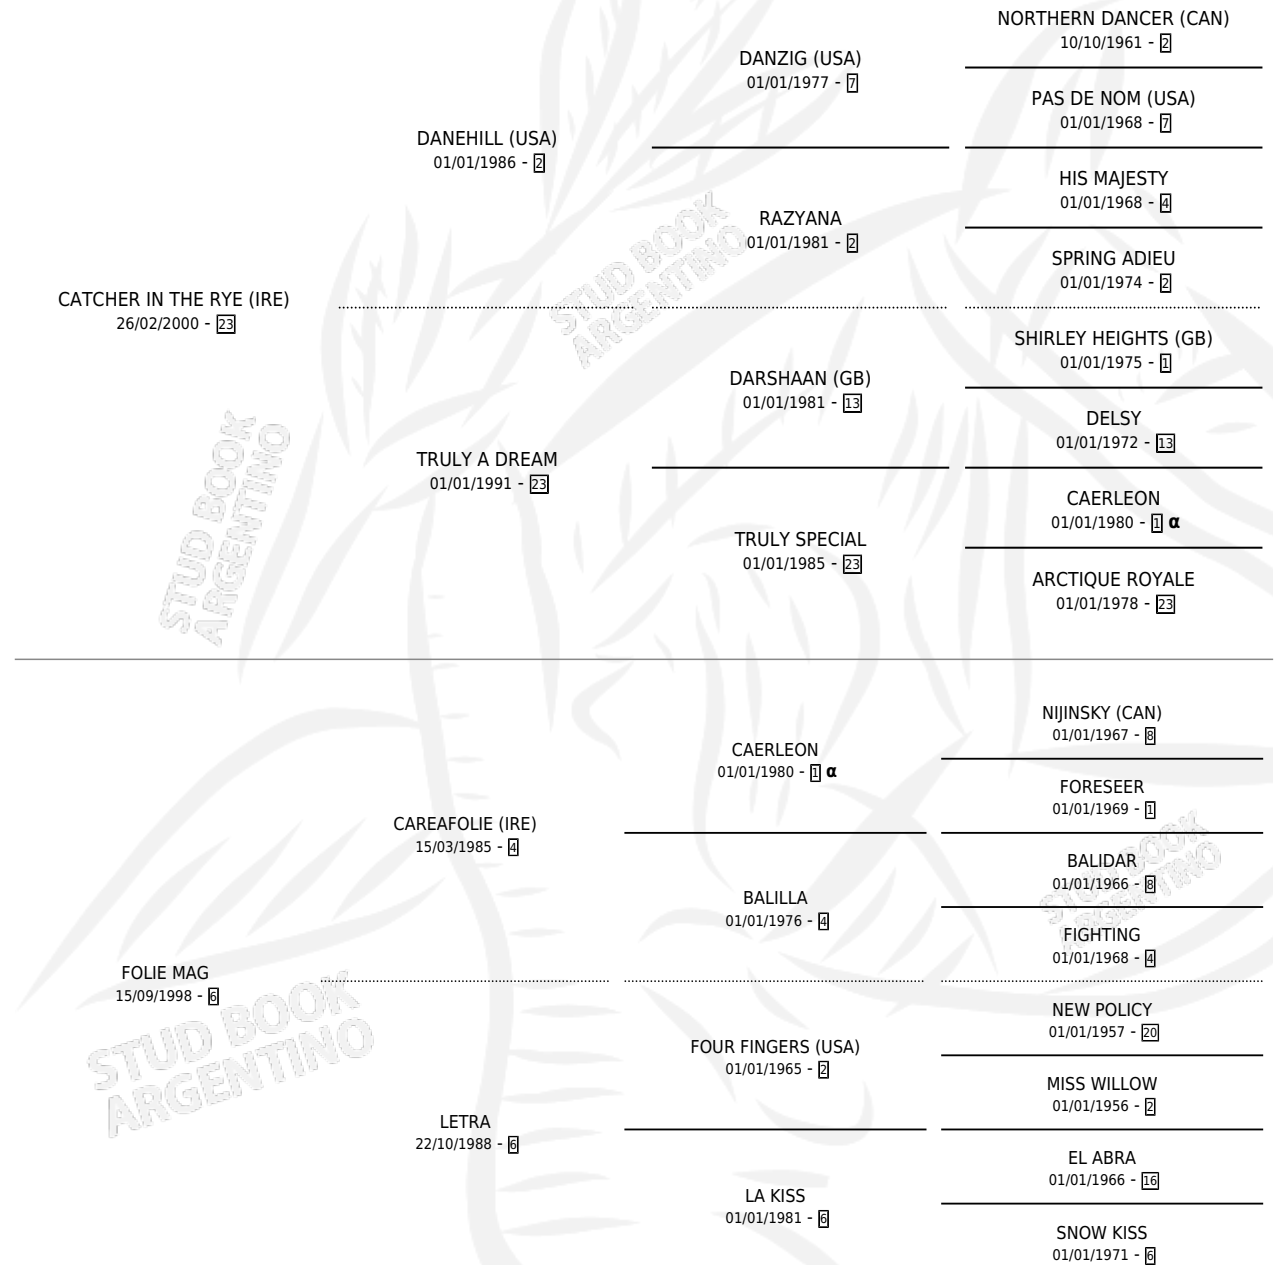 NORTHERN DANCER (CAN)
10/10/1961 - 2
DANZIG (USA)
01/01/1977 - 7
PAS DE NOM (USA)
01/01/1968 - 7
DANEHILL (USA)
01/01/1986 - 2
HIS MAJESTY
01/01/1968 - 4
RAZYANA
01/01/1981 - 2
SPRING ADIEU
01/01/1974 - 2
CATCHER IN THE RYE (IRE)
26/02/2000 - 23
SHIRLEY HEIGHTS (GB)
01/01/1975 - 1
DARSHAAN (GB)
01/01/1981 - 13
DELSY
01/01/1972 - 13
TRULY A DREAM
01/01/1991 - 23
CAERLEON
01/01/1980 - 1 α
TRULY SPECIAL
01/01/1985 - 23
ARCTIQUE ROYALE
01/01/1978 - 23
NIJINSKY (CAN)
01/01/1967 - 8
CAERLEON
01/01/1980 - 1 α
FORESEER
01/01/1969 - 1
CAREAFOLIE (IRE)
15/03/1985 - 4
BALIDAR
01/01/1966 - 8
BALILLA
01/01/1976 - 4
FIGHTING
01/01/1968 - 4
FOLIE MAG
15/09/1998 - 6
NEW POLICY
01/01/1957 - 20
FOUR FINGERS (USA)
01/01/1965 - 2
MISS WILLOW
01/01/1956 - 2
LETRA
22/10/1988 - 6
EL ABRA
01/01/1966 - 16
LA KISS
01/01/1981 - 6
SNOW KISS
01/01/1971 - 6
STUD BOOK
ARGENTINO
STUD BOOK
ARGENTINO
STUD BOOK
ARGENTINO
STUD BOOK
ARGENTINO